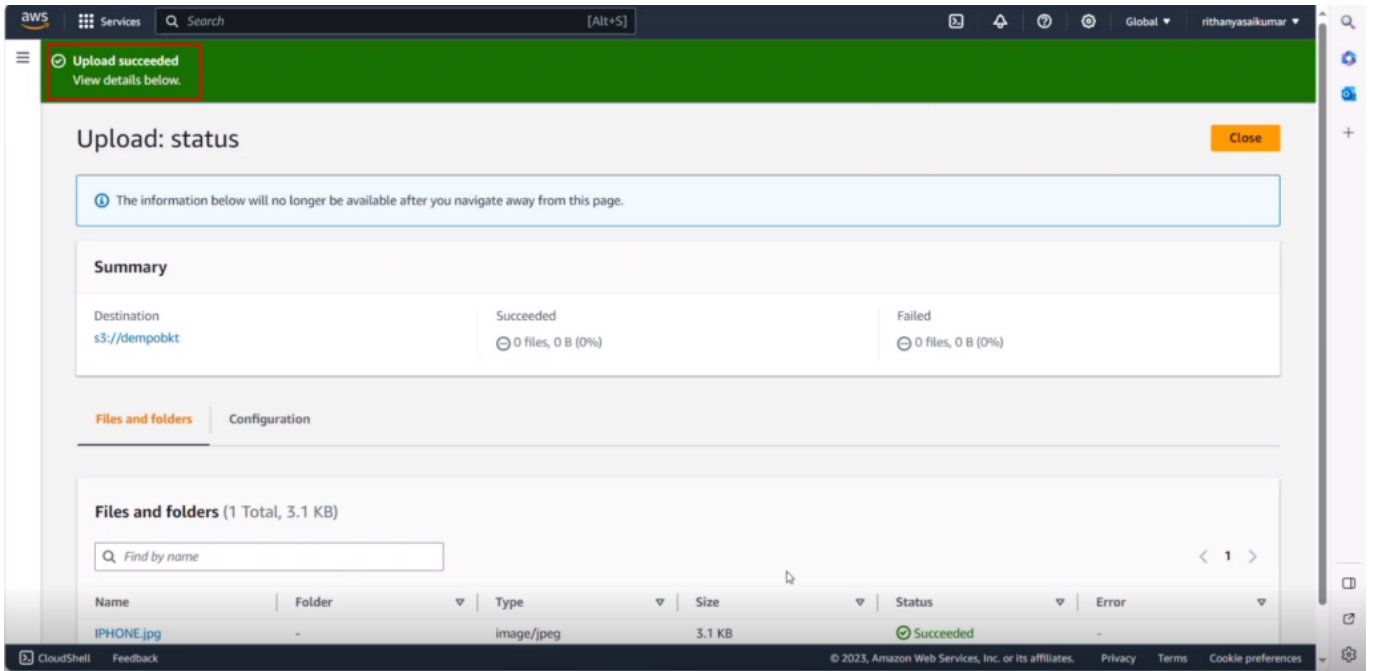 aws Services Search [Alt+S] Global rithanyasaikumar
Upload succeeded
View details below.
Upload: status
Close
The information below will no longer be available after you navigate away from this page.
Summary
Destination Succeeded Failed
s3://dempobkt 0 files, 0 B (0%) 0 files, 0 B (0%)
Files and folders Configuration
Files and folders (1 Total, 3.1 KB)
Find by name 1
Name Folder Type Size Status Error
IPHONE.jpg - image/jpeg 3.1 KB Succeeded -
CloudShell Feedback © 2023, Amazon Web Services, Inc. or its affiliates. Privacy Terms Cookie preferences